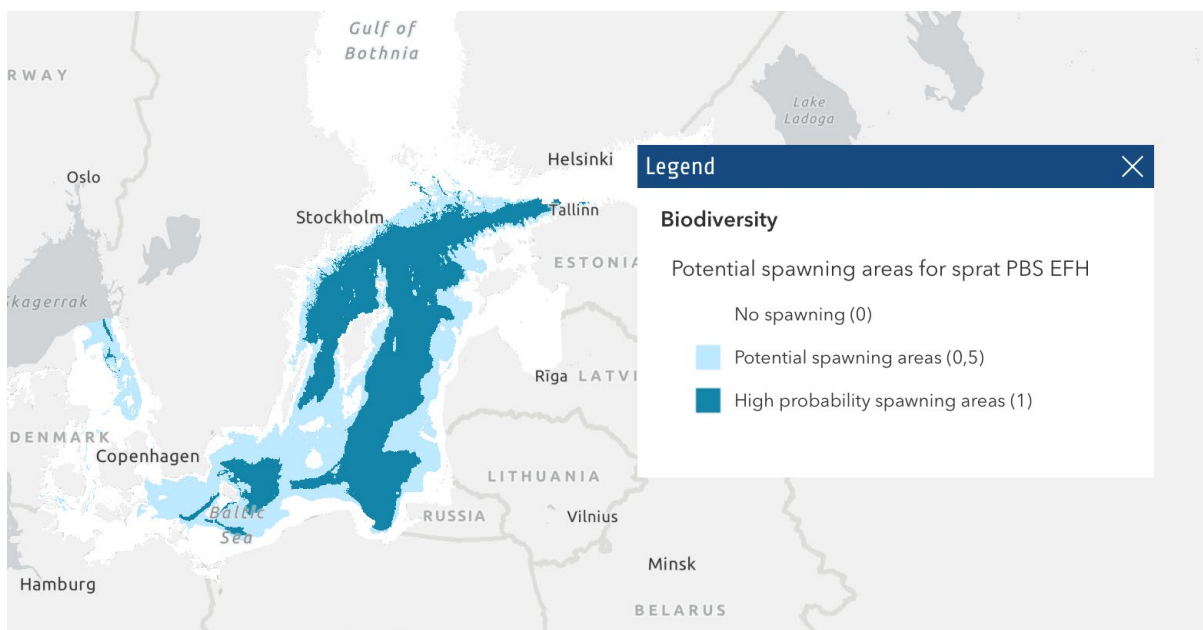 Gulf of
Bothnia
RWAY
Lake
Ladoga
Oslo
Helsinki
Stockholm
Tallinn
ESTONIA
Skagerrak
Rīga
LATVI
DENMARK
Copenhagen
LITHUANIA
Baltic
Sea
RUSSIA
Vilnius
Minsk
Hamburg
BELARUS
Legend
Biodiversity
Potential spawning areas for sprat PBS EFH
No spawning (0)
Potential spawning areas (0,5)
High probability spawning areas (1)